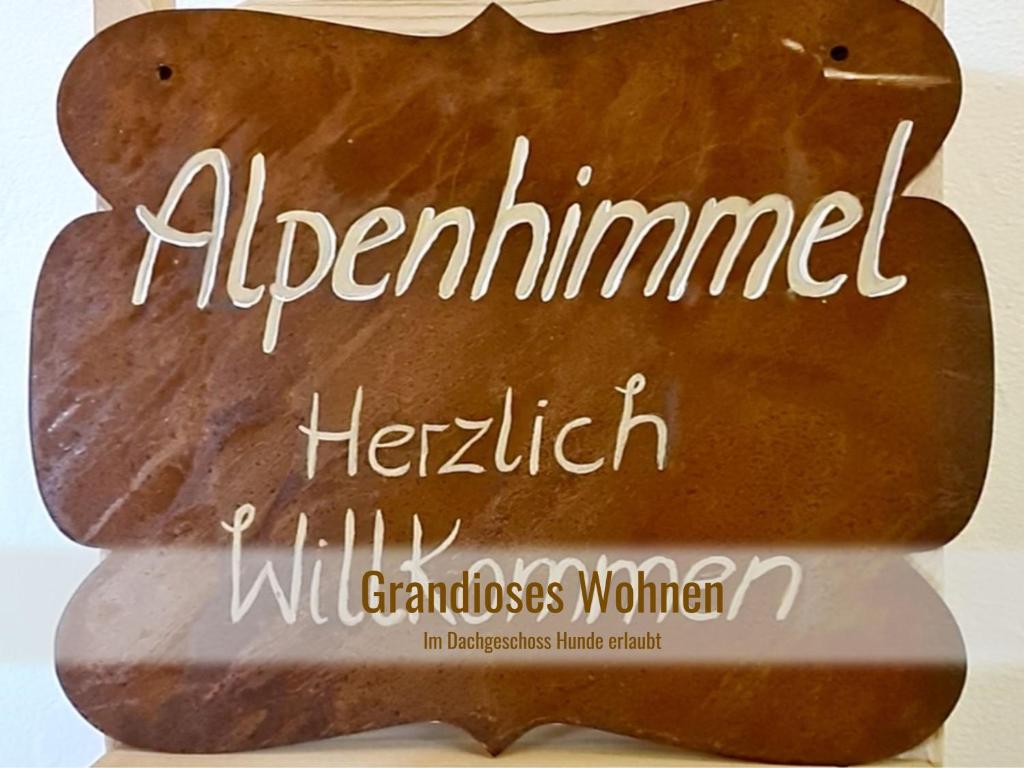 Alpenhimmel
Herzlich
Willkommen
Grandioses Wohnen
Im Dachgeschoss Hunde erlaubt